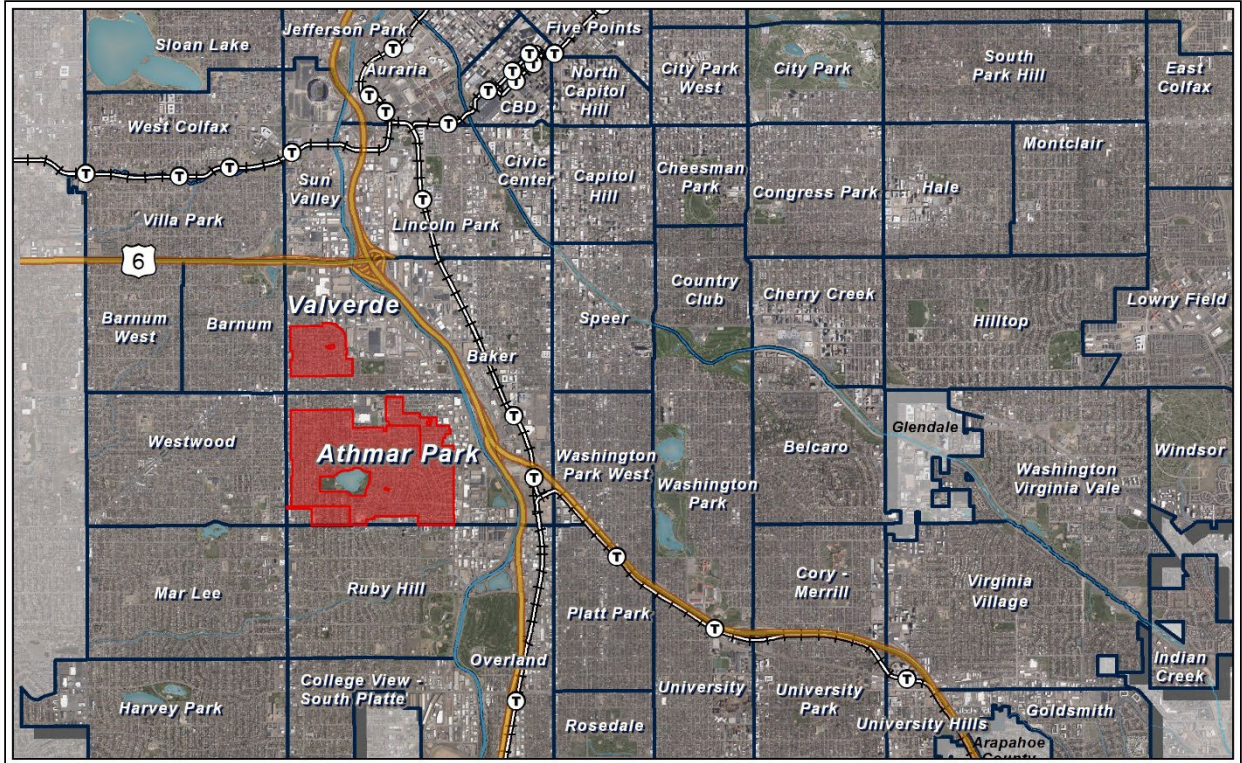 Sloan Lake
Jefferson Park
Five Points
Auraria
T
T
T
T
T
T
T
T
T
T
CBD
North
Capitol
Hill
City Park
West
City Park
South
Park Hill
East
Colfax
West Colfax
T
T
T
T
T
Sun
Valley
Civic
Center
Capitol
Hill
Cheesman
Park
Congress Park
Hale
Montclair
Villa Park
T
Lincoln Park
6
Valverde
Country
Club
Cherry Creek
Hilltop
Lowry Field
Barnum
West
Barnum
Speer
Baker
T
Westwood
Athmar Park
T
Washington
Park West
Washington
Park
Belcaro
Glendale
Washington
Virginia Vale
Windsor
Mar Lee
Ruby Hill
T
Platt Park
T
Cory -
Merrill
Virginia
Village
Indian
Creek
Harvey Park
College View -
South Platte
Overland
T
Rosedale
University
University
Park
T
University Hills
Goldsmith
Arapahoe
County